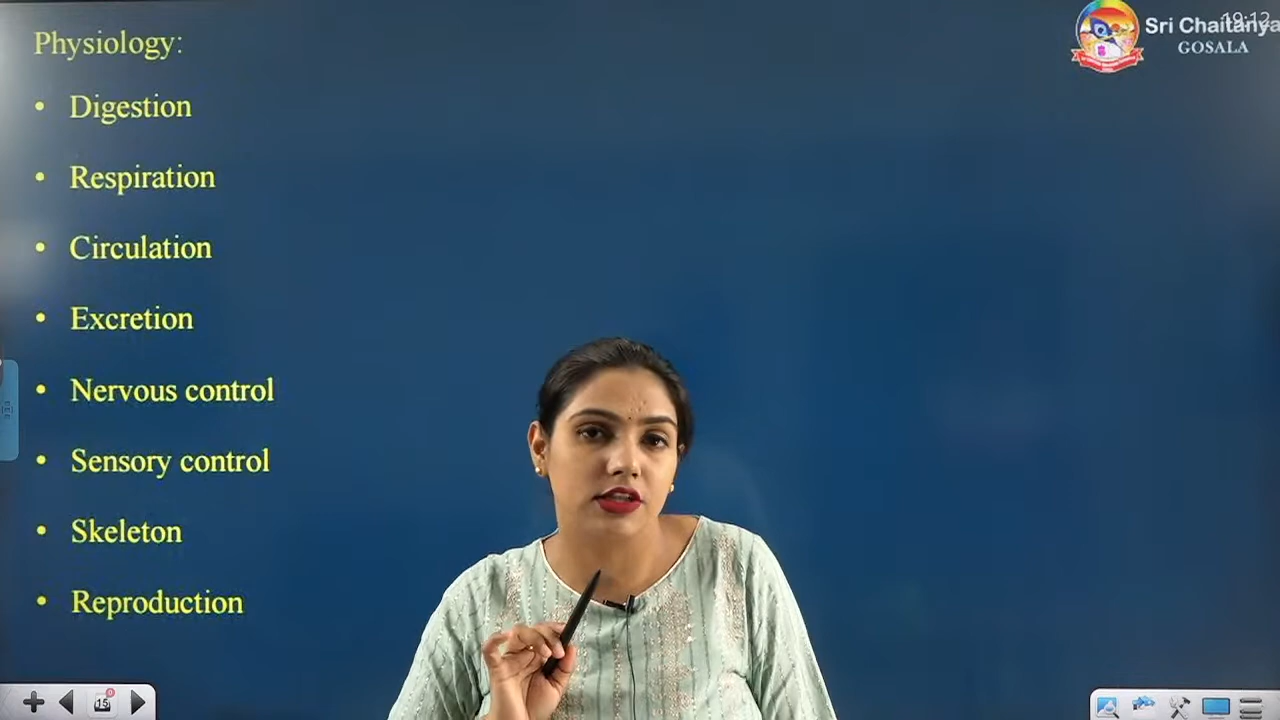 Physiology:
19:12
Sri Chaitanya
GOSALA
• Digestion
• Respiration
• Circulation
• Excretion
• Nervous control
• Sensory control
• Skeleton
• Reproduction
15